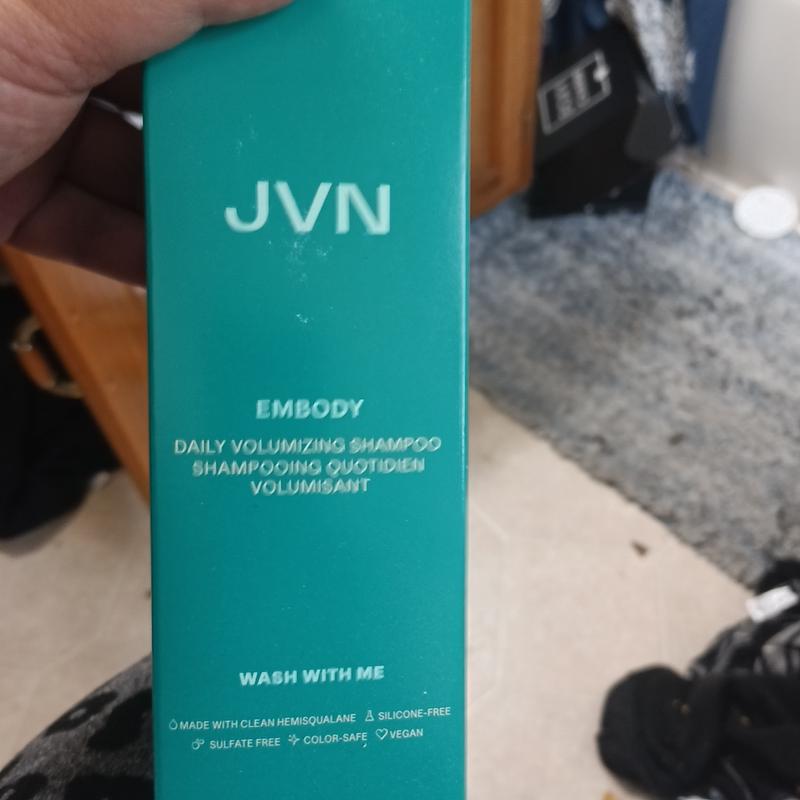 JVN
EMBODY
DAILY VOLUMIZING SHAMPOO
SHAMPOOING QUOTIDIEN
VOLUMISANT
WASH WITH ME
MADE WITH CLEAN HEMISQUALANE SILICONE-FREE
SULFATE FREE COLOR-SAFE VEGAN